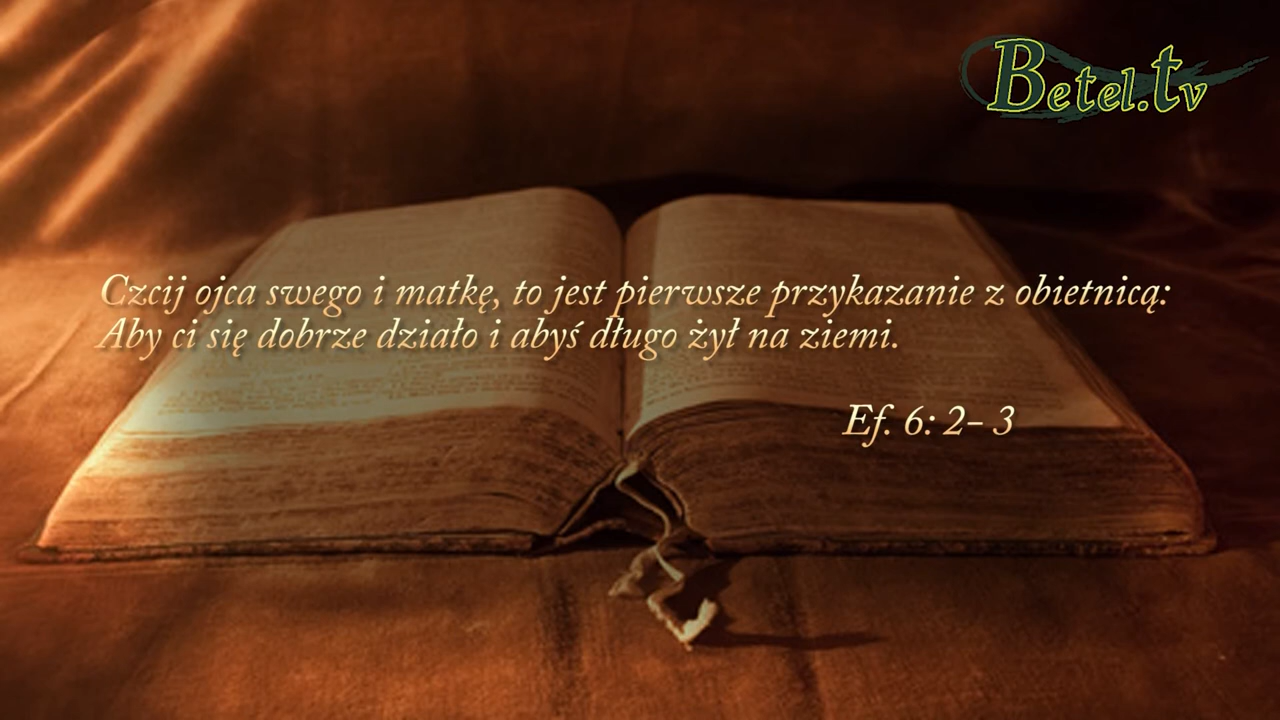 Betel.tv
Czcij ojca swego i matkę, to jest pierwsze przykazanie z obietnicą:
Aby ci się dobrze działo i abyś długo żył na ziemi.
Ef. 6: 2– 3